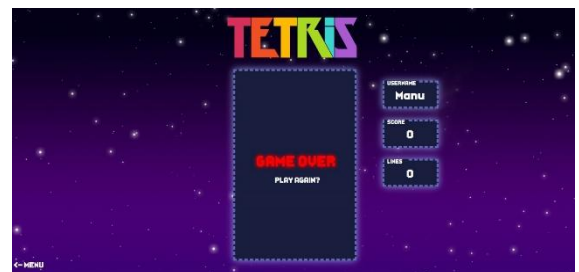 TETRIS
USERNAME
Manu
SCORE
0
LINES
0
GAME OVER
PLAY AGAIN?
<-MENU